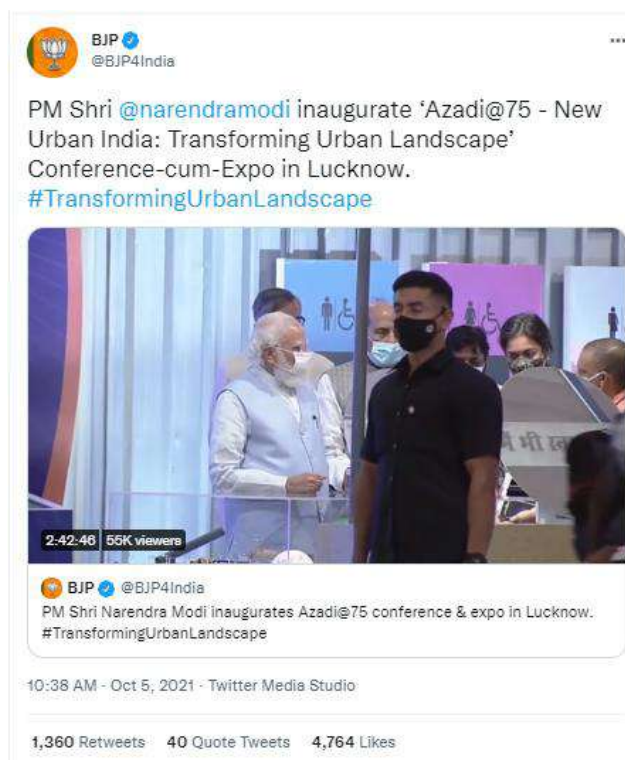 BJP
@BJP4India
PM Shri @narendramodi inaugurate ‘Azadi@75 - New
Urban India: Transforming Urban Landscape’
Conference-cum-Expo in Lucknow.
#TransformingUrbanLandscape
में भी
2:42:46 55K viewers
BJP @BJP4India
PM Shri Narendra Modi inaugurates Azadi@75 conference & expo in Lucknow.
#TransformingUrbanLandscape
10:38 AM · Oct 5, 2021 · Twitter Media Studio
1,360 Retweets 40 Quote Tweets 4,764 Likes